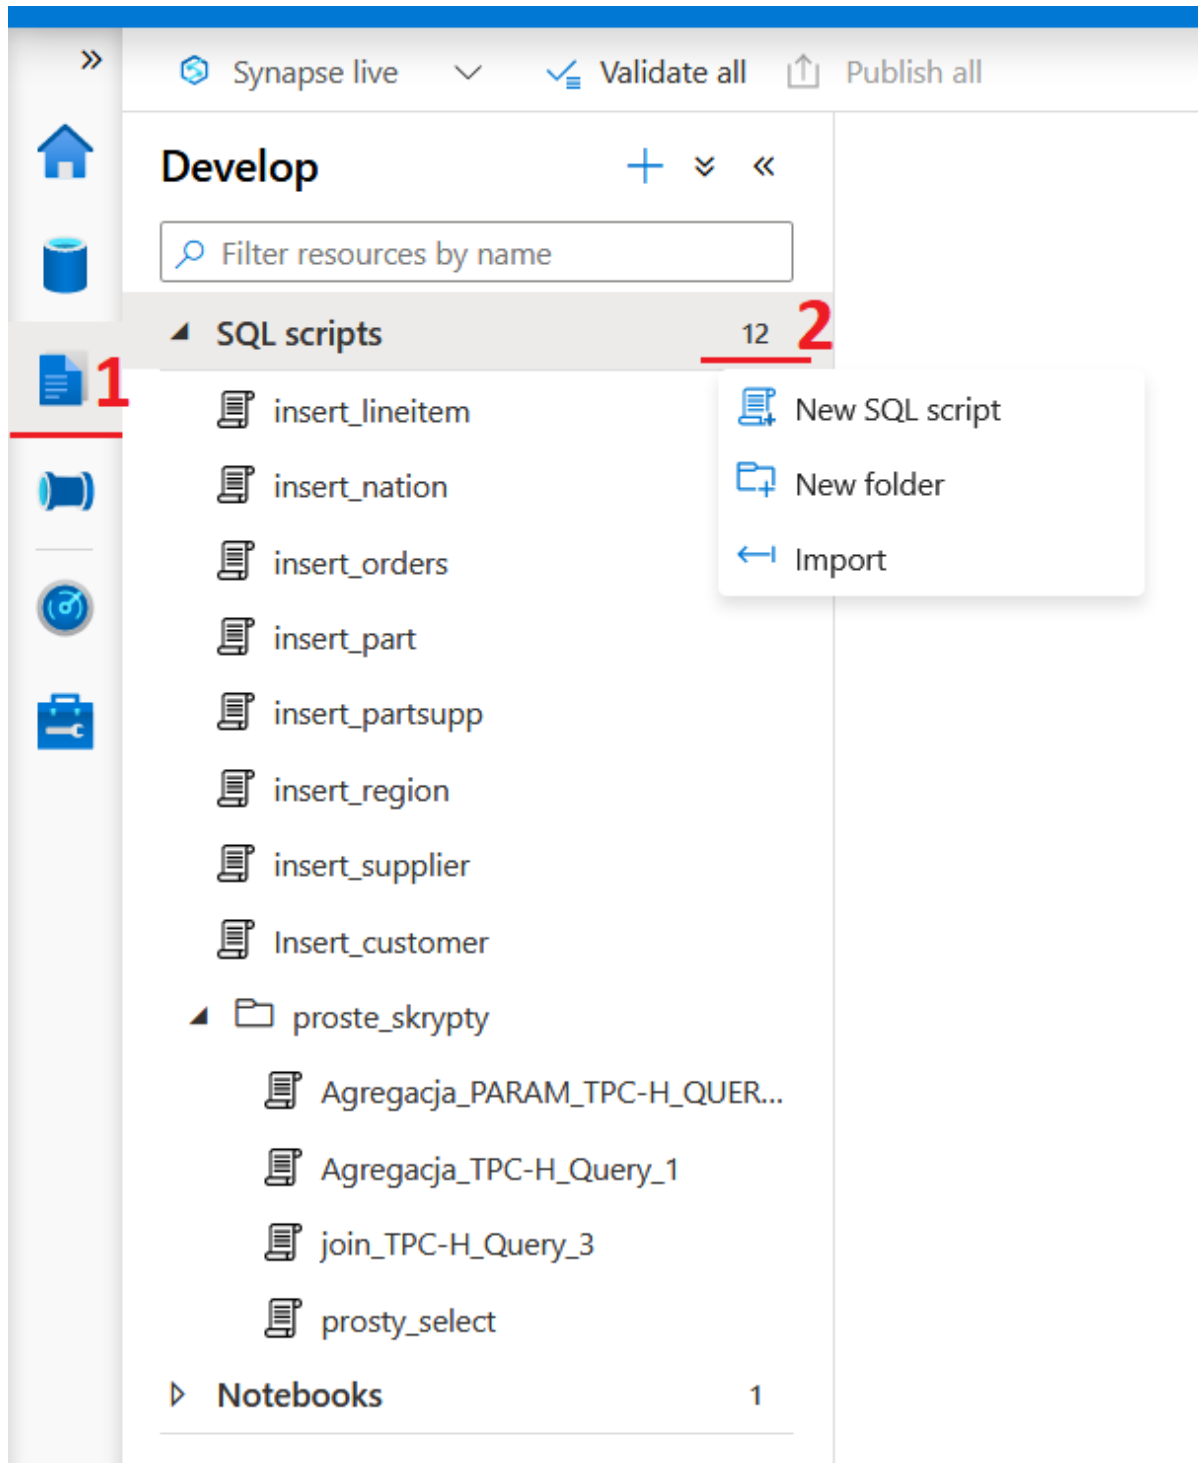 »
Synapse live Validate all Publish all
Develop
Filter resources by name
SQL scripts 12 2
1
insert_lineitem
New SQL script
insert_nation
New folder
insert_orders
Import
insert_part
insert_partsupp
insert_region
insert_supplier
Insert_customer
proste_skrypty
Agregacja_PARAM_TPC-H_QUER...
Agregacja_TPC-H_Query_1
join_TPC-H_Query_3
prosty_select
Notebooks 1